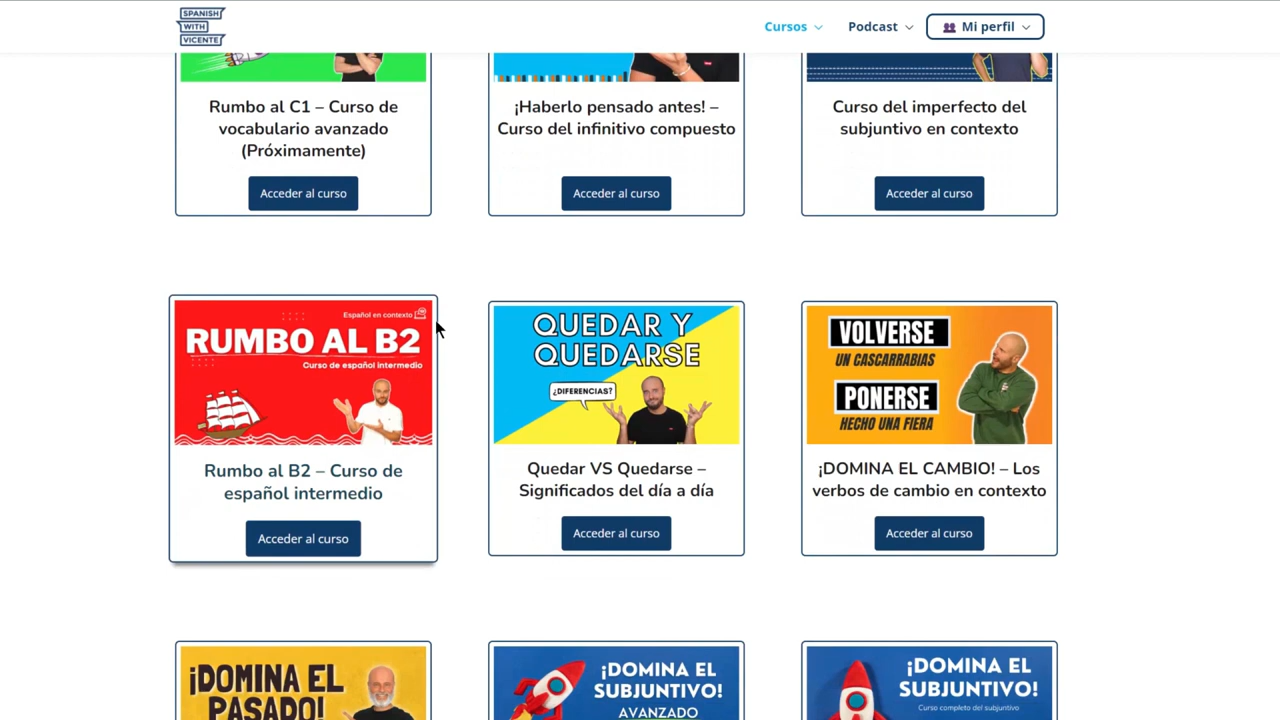 SPANISH
WITH
VICENTE
Cursos
Podcast
Mi perfil
Rumbo al C1 – Curso de
vocabulario avanzado
(Próximamente)
Acceder al curso
¡Haberlo pensado antes! –
Curso del infinitivo compuesto
Acceder al curso
Curso del imperfecto del
subjuntivo en contexto
Acceder al curso
Español en contexto
RUMBO AL B2
Curso de español intermedio
Rumbo al B2 – Curso de
español intermedio
Acceder al curso
QUEDAR Y
QUEDARSE
¿DIFERENCIAS?
Quedar VS Quedarse –
Significados del día a día
Acceder al curso
VOLVERSE
UN CASCARRABIAS
PONERSE
HECHO UNA FIERA
¡DOMINA EL CAMBIO! – Los
verbos de cambio en contexto
Acceder al curso
¡DOMINA EL
PASADO!
¡DOMINA EL
SUBJUNTIVO!
AVANZADO
¡DOMINA EL
SUBJUNTIVO!
Curso completo del subjuntivo